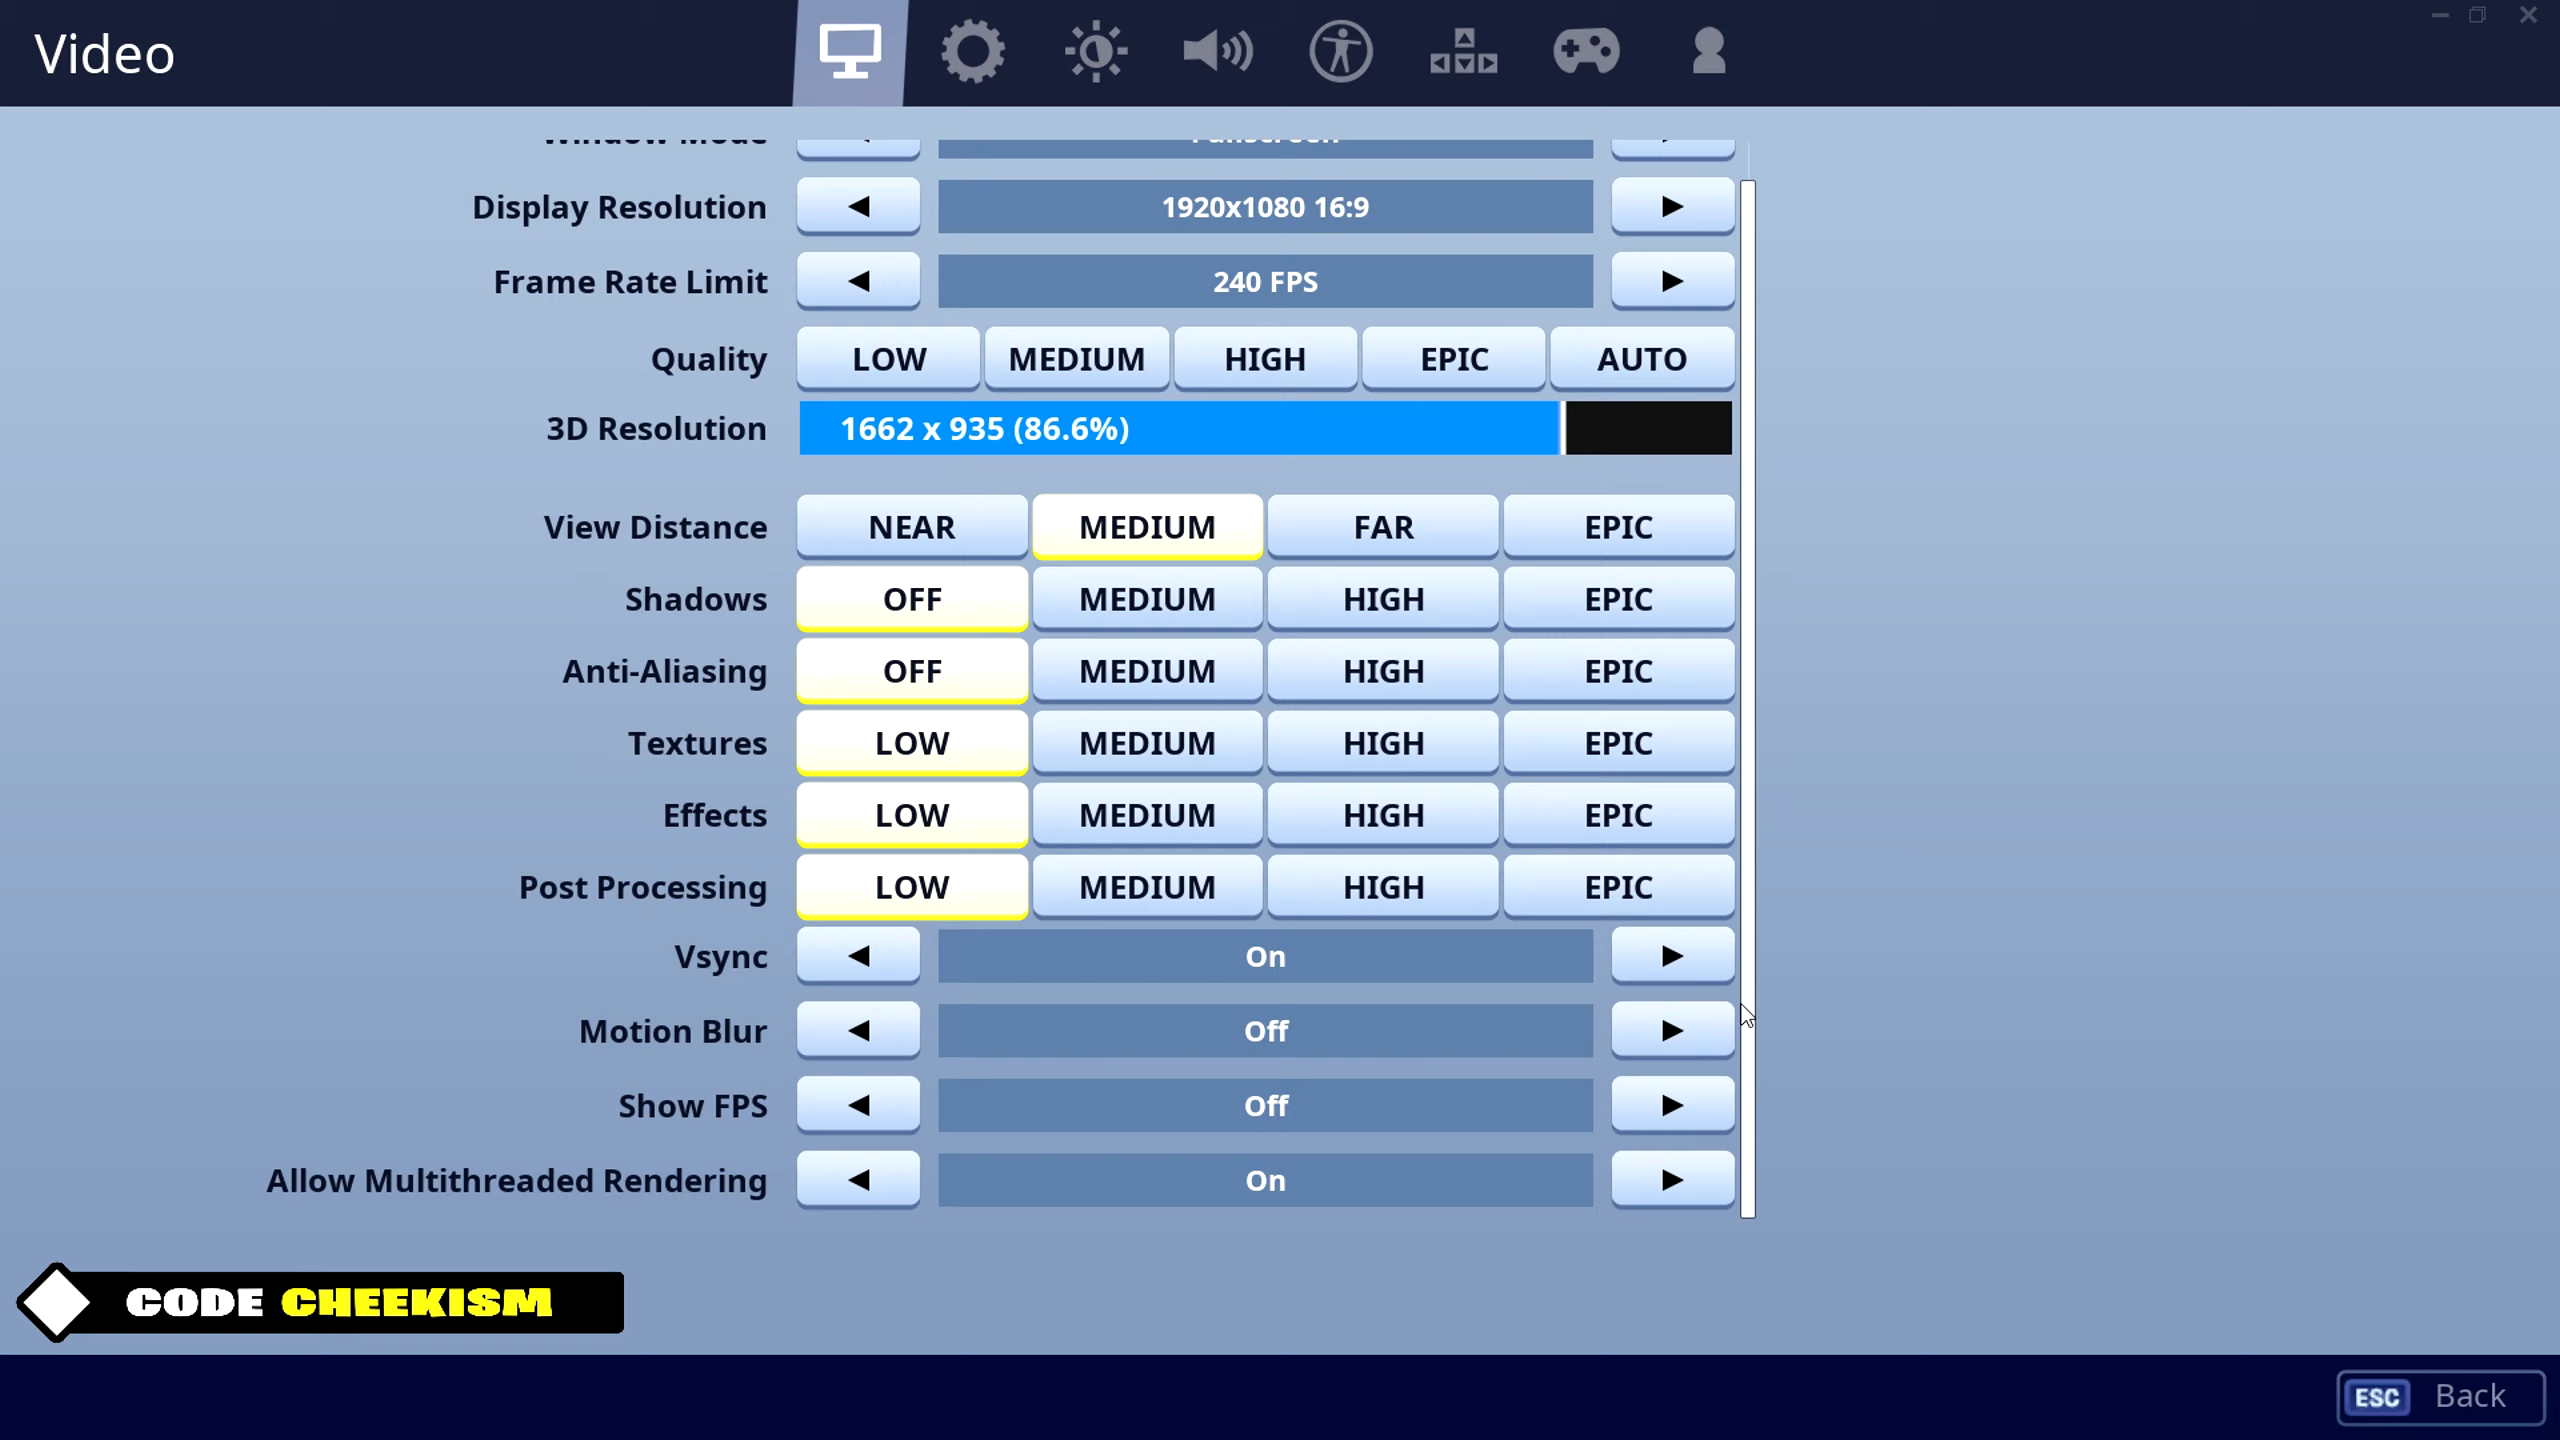 Video
Window Mode Fullscreen
Display Resolution 1920x1080 16:9
Frame Rate Limit 240 FPS
Quality LOW MEDIUM HIGH EPIC AUTO
3D Resolution 1662 x 935 (86.6%)
View Distance NEAR MEDIUM FAR EPIC
Shadows OFF MEDIUM HIGH EPIC
Anti-Aliasing OFF MEDIUM HIGH EPIC
Textures LOW MEDIUM HIGH EPIC
Effects LOW MEDIUM HIGH EPIC
Post Processing LOW MEDIUM HIGH EPIC
Vsync On
Motion Blur Off
Show FPS Off
Allow Multithreaded Rendering On
CODE CHEEKISM
ESC Back